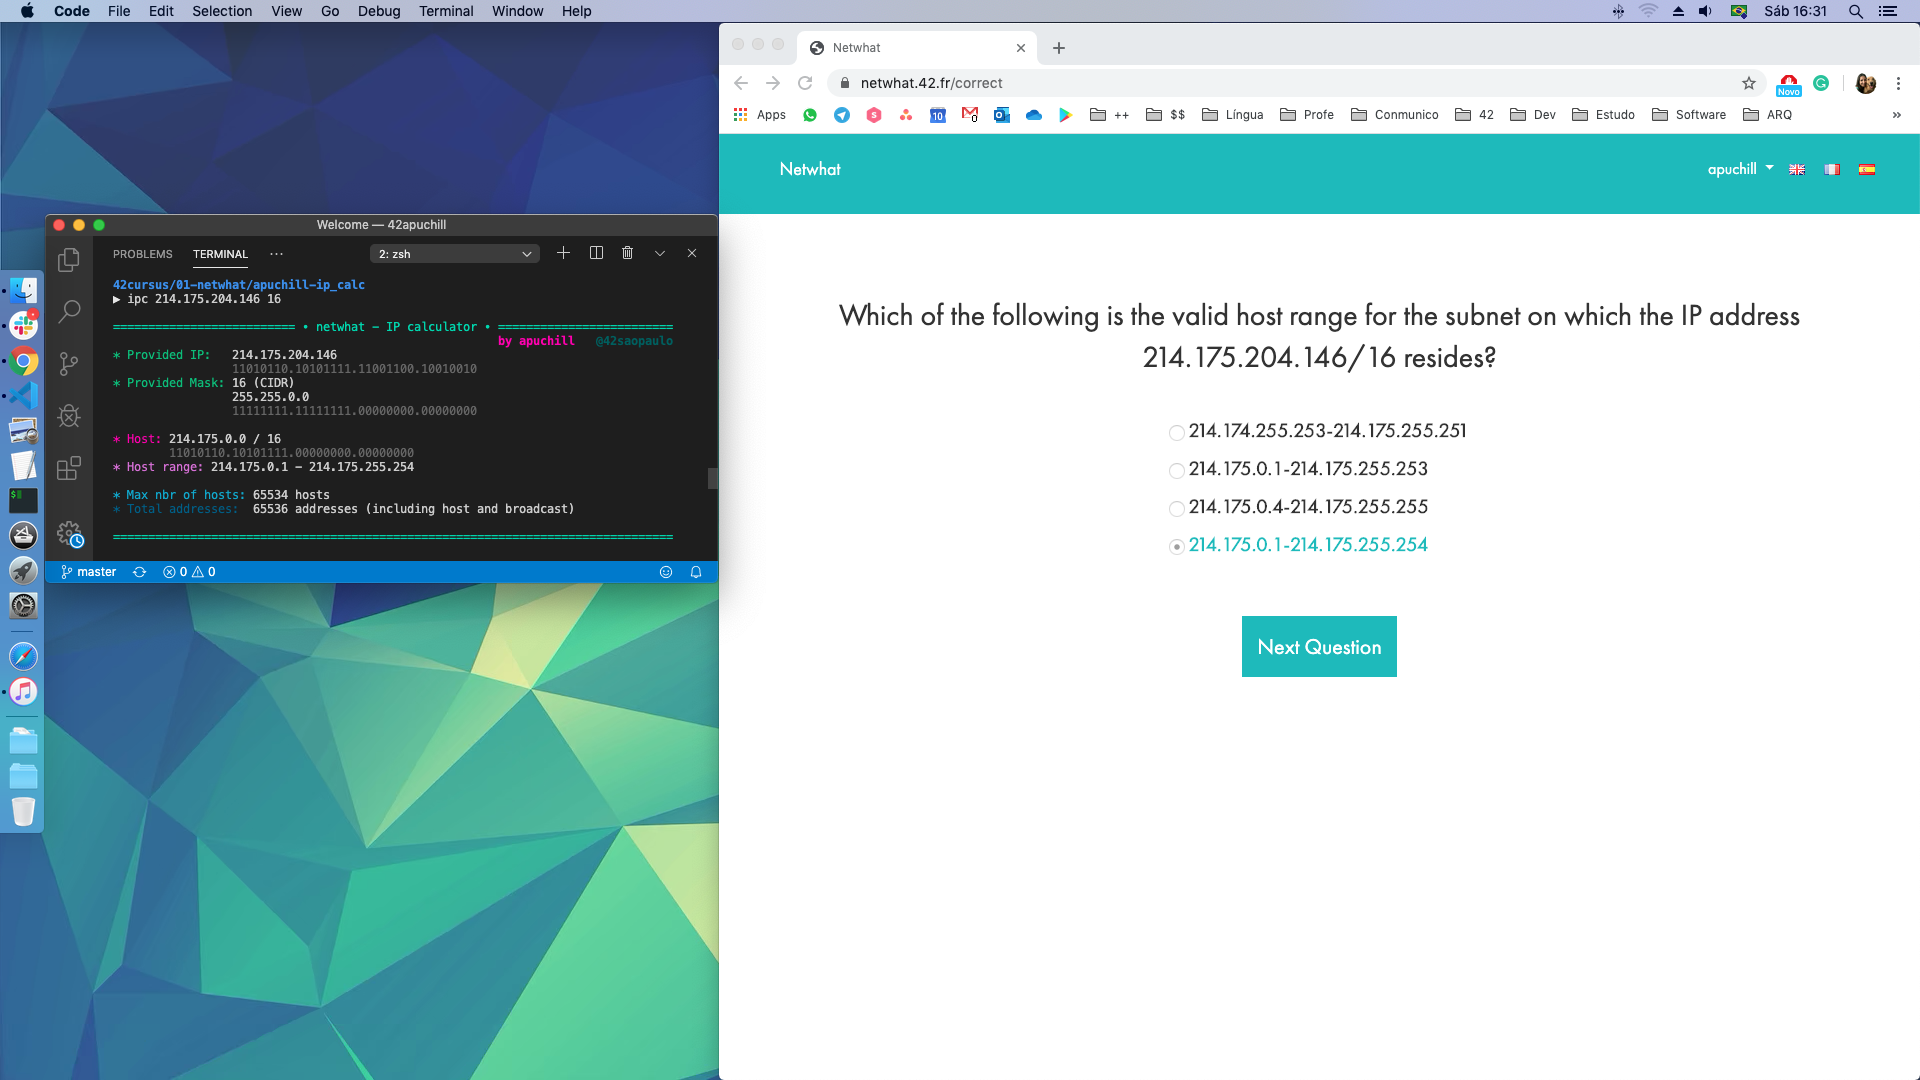 Code File Edit Selection View Go Debug Terminal Window Help
Sáb 16:31
Welcome — 42apuchill
PROBLEMS TERMINAL ··· 2: zsh
42cursus/01-netwhat/apuchill-ip_calc
▶ ipc 214.175.204.146 16
========================== • netwhat - IP calculator • =========================
by apuchill @42saopaulo
* Provided IP: 214.175.204.146
11010110.10101111.11001100.10010010
* Provided Mask: 16 (CIDR)
255.255.0.0
11111111.11111111.00000000.00000000
* Host: 214.175.0.0 / 16
11010110.10101111.00000000.00000000
* Host range: 214.175.0.1 - 214.175.255.254
* Max nbr of hosts: 65534 hosts
* Total addresses: 65536 addresses (including host and broadcast)
================================================================================
master 0 0
Netwhat
netwhat.42.fr/correct
Novo
Apps 10 0 ++ $$ Língua Profe Conmunico 42 Dev Estudo Software ARQ »
Netwhat
apuchill
Which of the following is the valid host range for the subnet on which the IP address
214.175.204.146/16 resides?
214.174.255.253-214.175.255.251
214.175.0.1-214.175.255.253
214.175.0.4-214.175.255.255
214.175.0.1-214.175.255.254
Next Question